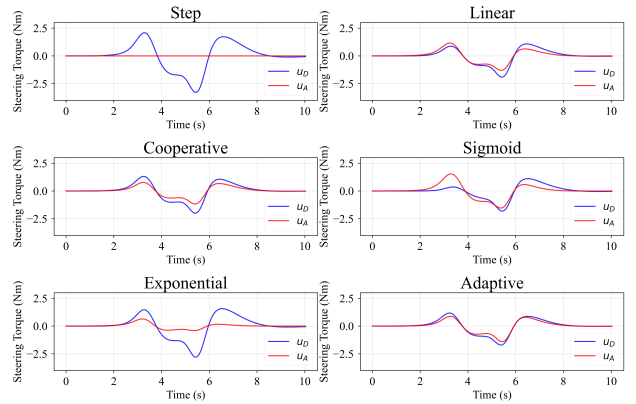 Step
Steering Torque (Nm)
2.5
0.0
−2.5
u_D
u_A
0 2 4 6 8 10
Time (s)
Linear
Steering Torque (Nm)
2.5
0.0
−2.5
u_D
u_A
0 2 4 6 8 10
Time (s)
Cooperative
Steering Torque (Nm)
2.5
0.0
−2.5
u_D
u_A
0 2 4 6 8 10
Time (s)
Sigmoid
Steering Torque (Nm)
2.5
0.0
−2.5
u_D
u_A
0 2 4 6 8 10
Time (s)
Exponential
Steering Torque (Nm)
2.5
0.0
−2.5
u_D
u_A
0 2 4 6 8 10
Time (s)
Adaptive
Steering Torque (Nm)
2.5
0.0
−2.5
u_D
u_A
0 2 4 6 8 10
Time (s)